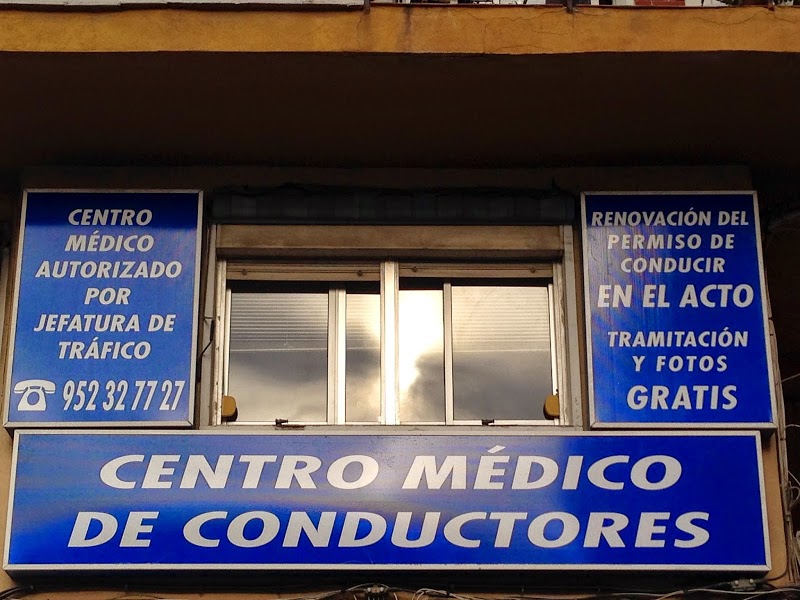 CENTRO
MÉDICO
AUTORIZADO
POR
JEFATURA DE
TRÁFICO
952 32 77 27
RENOVACIÓN DEL
PERMISO DE
CONDUCIR
EN EL ACTO
TRAMITACIÓN
Y FOTOS
GRATIS
CENTRO MÉDICO
DE CONDUCTORES